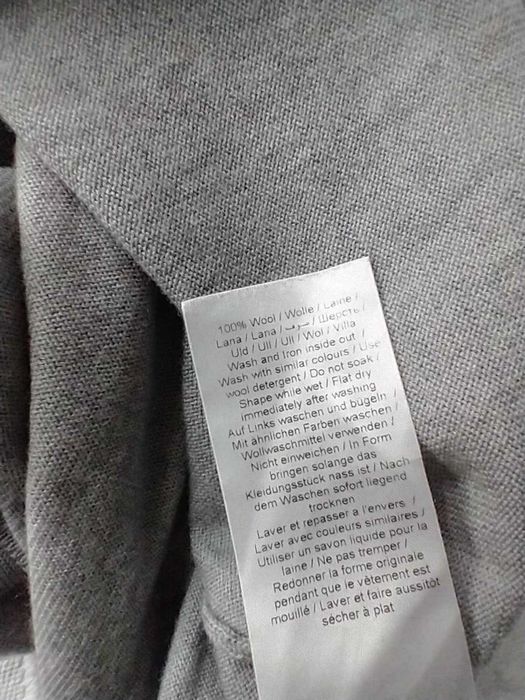 100% Wool / Wolle / Laine /
Lana / Lana / صوف / Шерсть /
Uld / Ull / Ull / Wol / Villa
Wash and Iron inside out /
Wash with similar colours / Use
wool detergent / Do not soak /
Shape while wet / Flat dry
immediately after washing
Auf Links waschen und bügeln /
Mit ähnlichen Farben waschen /
Wollwaschmittel verwenden /
Nicht einweichen / In Form
bringen solange das
Kleidungsstück nass ist / Nach
dem Waschen sofort liegend
trocknen
Laver et repasser a l'envers /
Laver avec couleurs similaires /
Utiliser un savon liquide pour la
laine / Ne pas tremper /
Redonner la forme originale
pendant que le vêtement est
mouillé / Laver et faire aussitôt
sécher à plat